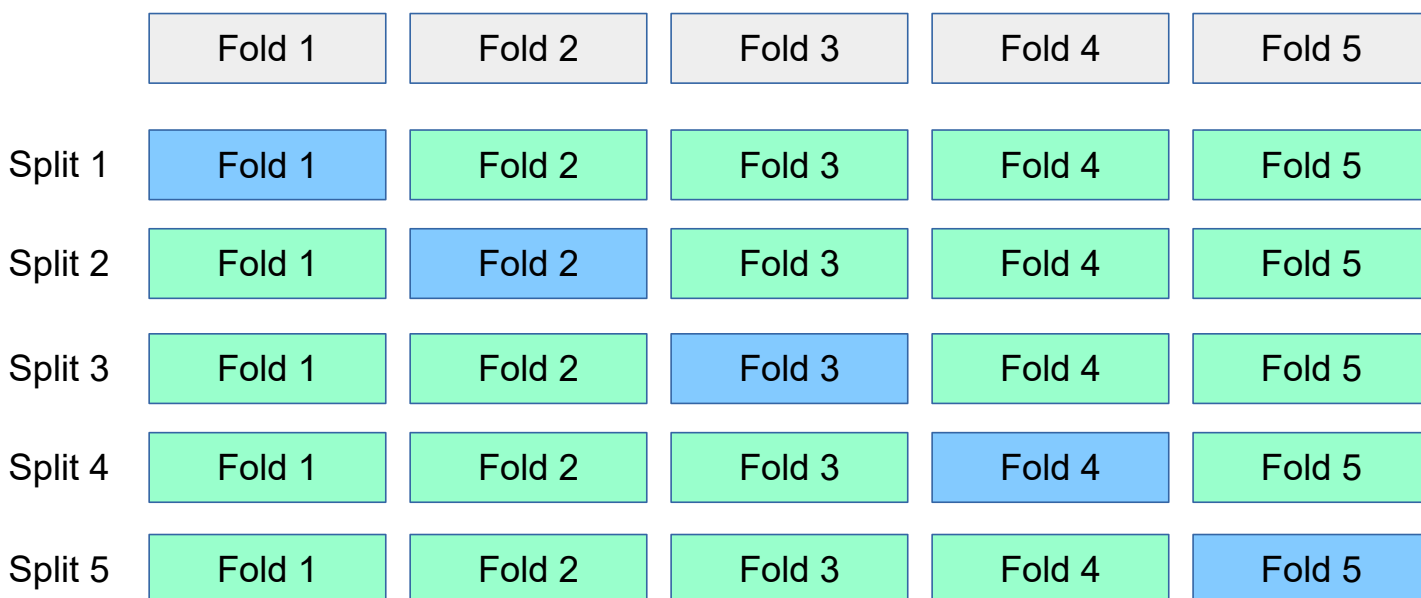 Fold 1 Fold 2 Fold 3 Fold 4 Fold 5
Split 1 Fold 1 Fold 2 Fold 3 Fold 4 Fold 5
Split 2 Fold 1 Fold 2 Fold 3 Fold 4 Fold 5
Split 3 Fold 1 Fold 2 Fold 3 Fold 4 Fold 5
Split 4 Fold 1 Fold 2 Fold 3 Fold 4 Fold 5
Split 5 Fold 1 Fold 2 Fold 3 Fold 4 Fold 5